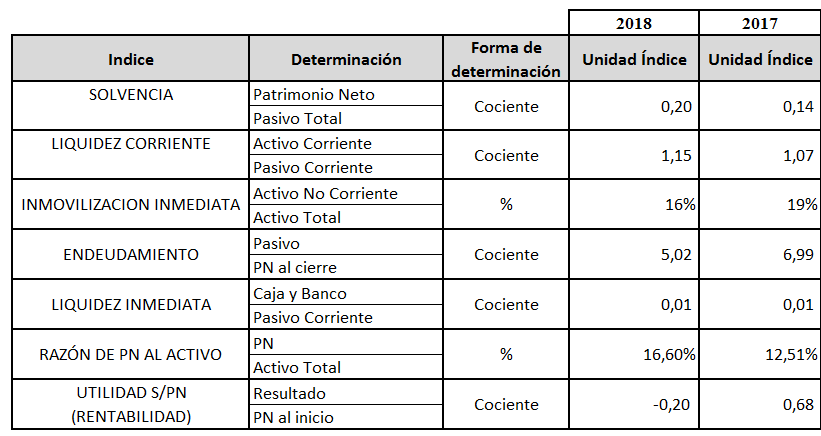 2018 2017
Indice Determinación Forma de determinación Unidad Índice Unidad Índice
SOLVENCIA Patrimonio Neto Cociente 0,20 0,14
Pasivo Total
LIQUIDEZ CORRIENTE Activo Corriente Cociente 1,15 1,07
Pasivo Corriente
INMOVILIZACION INMEDIATA Activo No Corriente % 16% 19%
Activo Total
ENDEUDAMIENTO Pasivo Cociente 5,02 6,99
PN al cierre
LIQUIDEZ INMEDIATA Caja y Banco Cociente 0,01 0,01
Pasivo Corriente
RAZÓN DE PN AL ACTIVO PN % 16,60% 12,51%
Activo Total
UTILIDAD S/PN Resultado Cociente -0,20 0,68
(RENTABILIDAD) PN al inicio